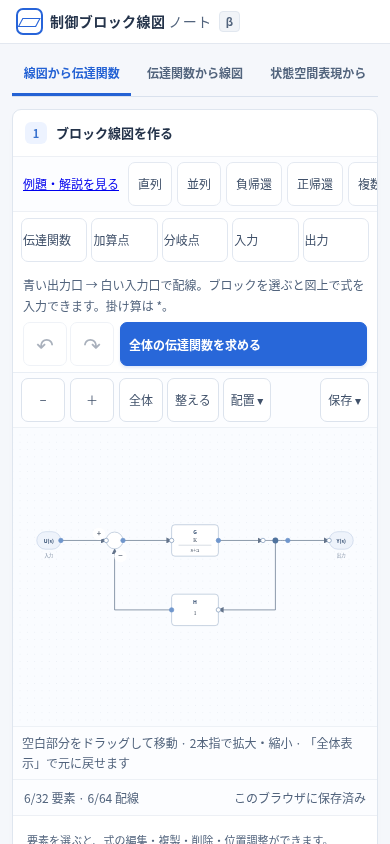 制御ブロック線図 ノート β
線図から伝達関数 伝達関数から線図 状態空間表現から
1 ブロック線図を作る
例題・解説を見る 直列 並列 負帰還 正帰還 複数
伝達関数 加算点 分岐点 入力 出力
青い出力口 → 白い入力口で配線。ブロックを選ぶと図上で式を
入力できます。掛け算は *。
↶ ↷ 全体の伝達関数を求める
− ＋ 全体 整える 配置 ▾ 保存 ▾
G
U(s) + K Y(s)
入力 − s+a 出力
H
1
空白部分をドラッグして移動 · 2本指で拡大・縮小 · 「全体表
示」で元に戻せます
6/32 要素 · 6/64 配線 このブラウザに保存済み
要素を選ぶと、式の編集・複製・削除・位置調整ができます。